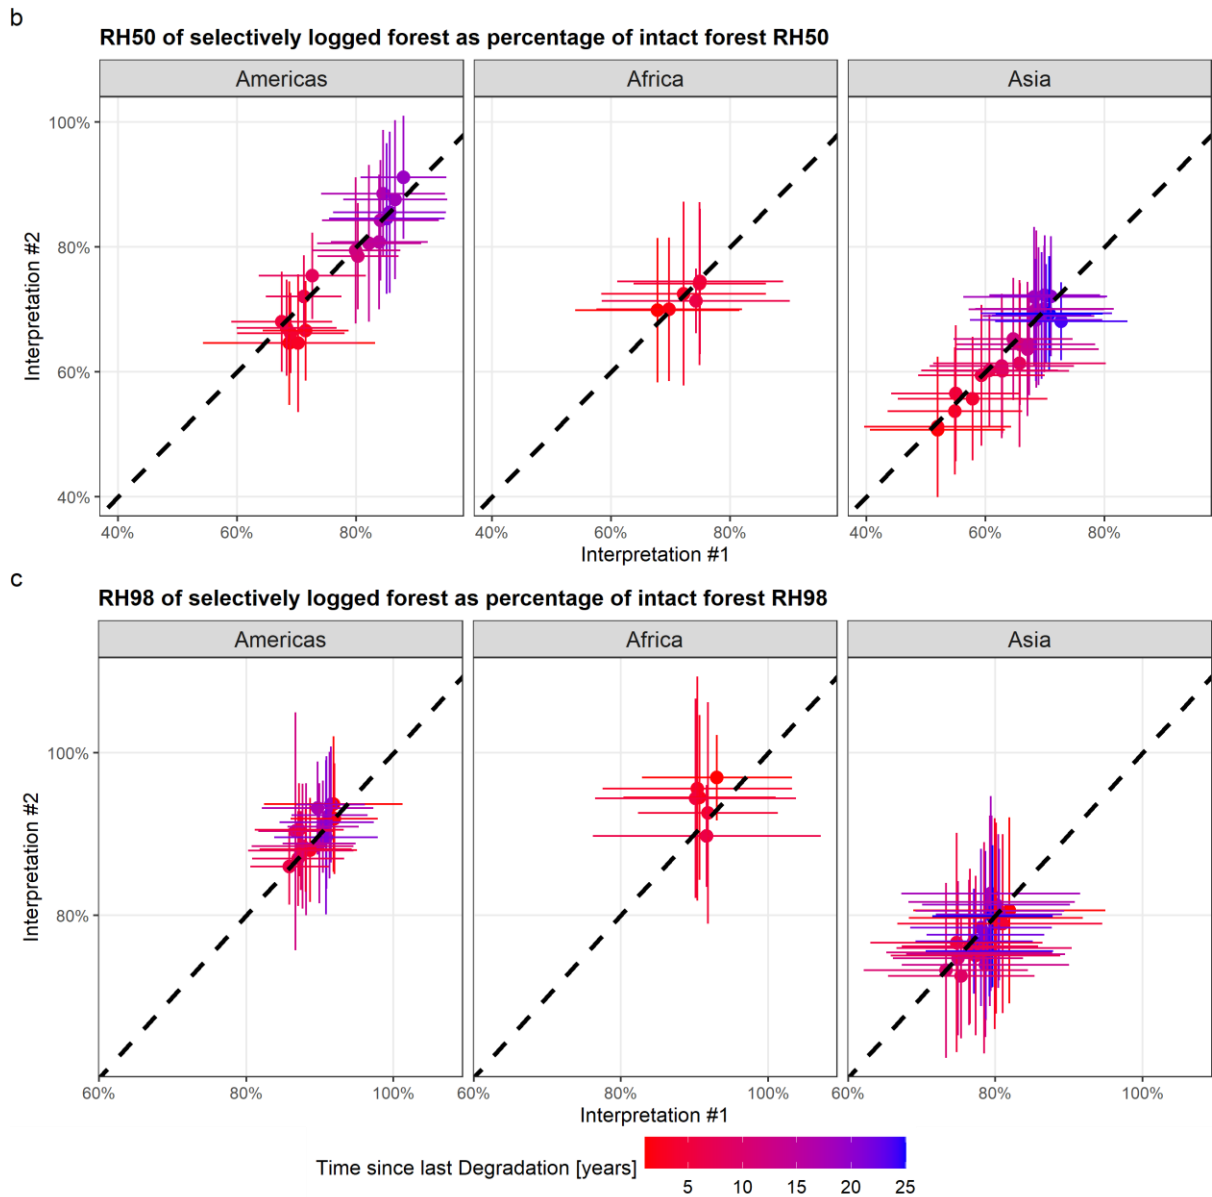 b
RH50 of selectively logged forest as percentage of intact forest RH50
Americas Africa Asia
100%
80%
60%
40%
Interpretation #2
40% 60% 80% 40% 60% 80% 40% 60% 80%
Interpretation #1
c
RH98 of selectively logged forest as percentage of intact forest RH98
Americas Africa Asia
100%
80%
Interpretation #2
60% 80% 100% 60% 80% 100% 60% 80% 100%
Interpretation #1
Time since last Degradation [years]
5 10 15 20 25